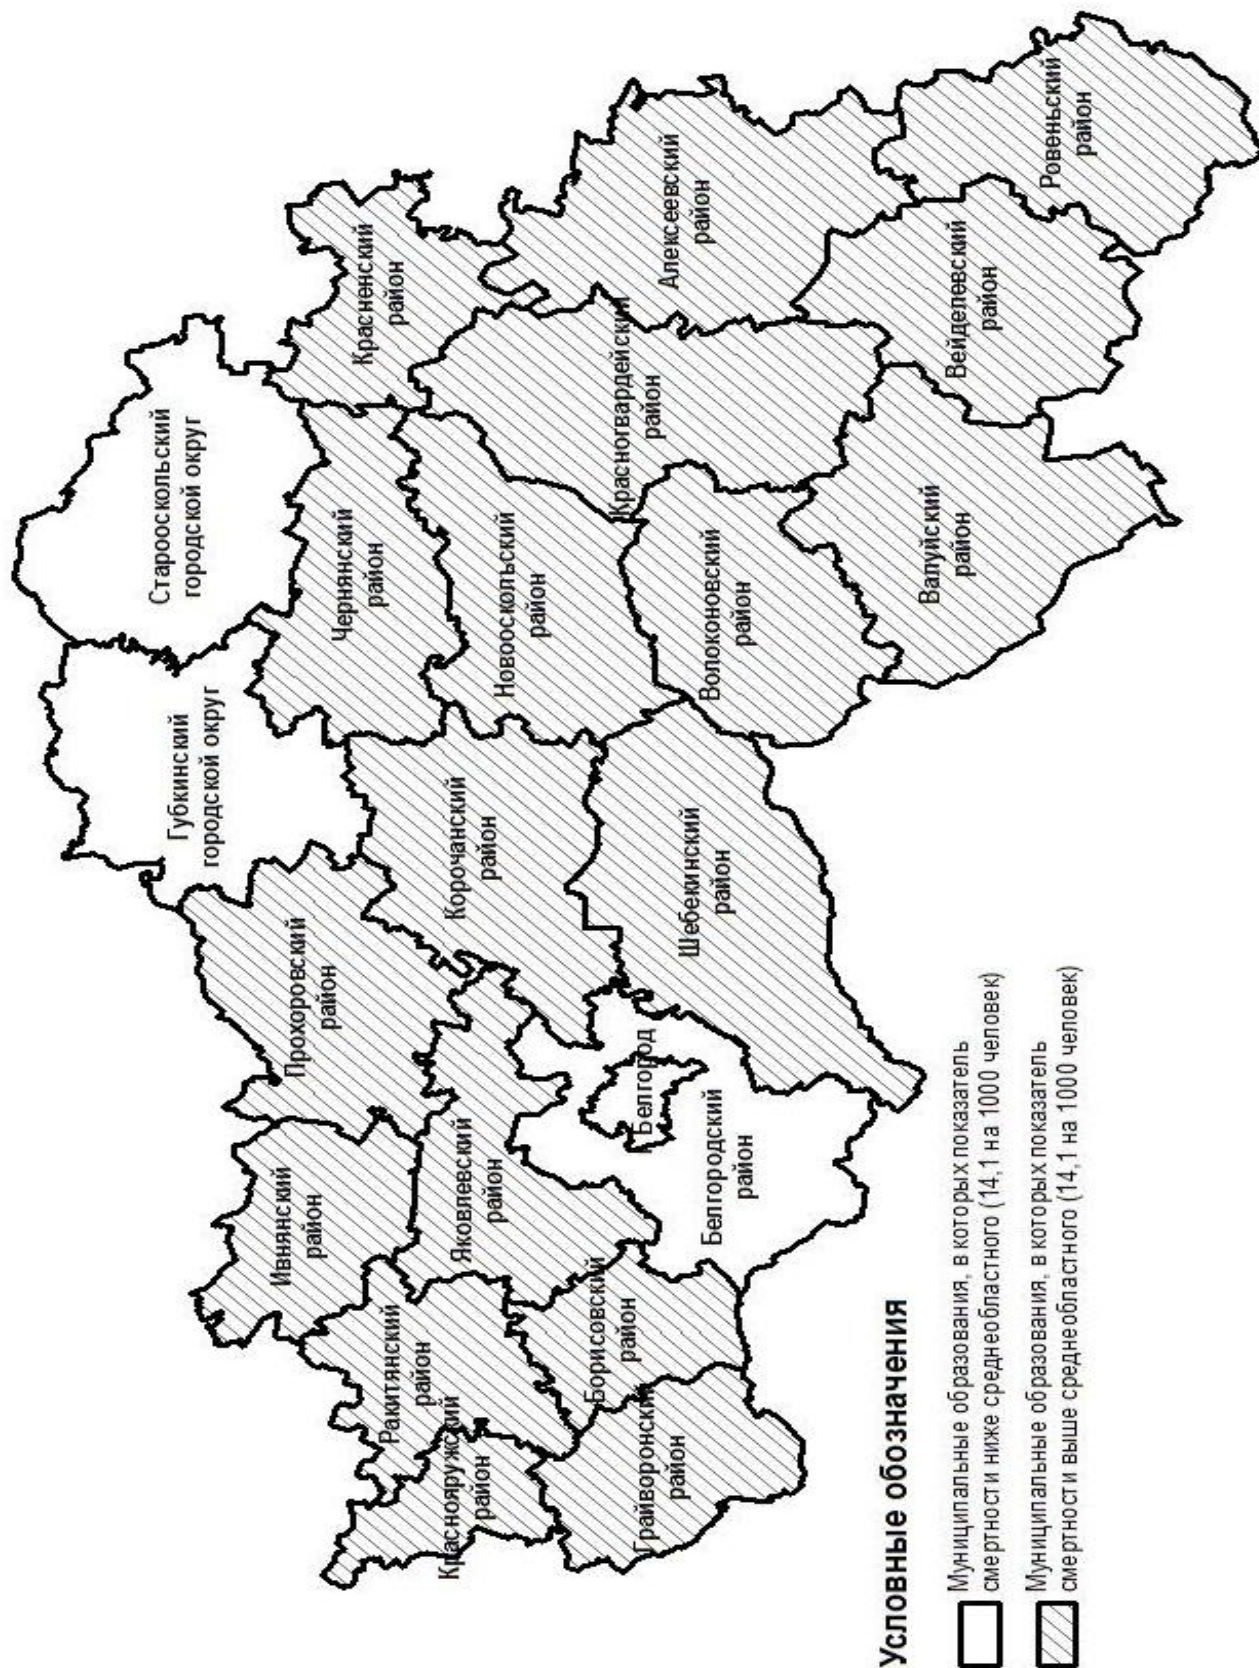 Старооскольский
городской округ
Губкинский
городской округ
Красненский
район
Ровеньский
район
Алексеевский
район
Чернянский
район
Прохоровский
район
Ивнянский
район
Красногвардейский
район
Вейделевский
район
Новооскольский
район
Корочанский
район
Яковлевский
район
Ракитянский
район
Краснояружский
район
Волоконовский
район
Валуйский
район
Шебекинский
район
Белгород
Белгородский
район
Борисовский
район
Грайворонский
район
Условные обозначения
Муниципальные образования, в которых показатель
смертности ниже среднеобластного (14,1 на 1000 человек)
Муниципальные образования, в которых показатель
смертности выше среднеобластного (14,1 на 1000 человек)